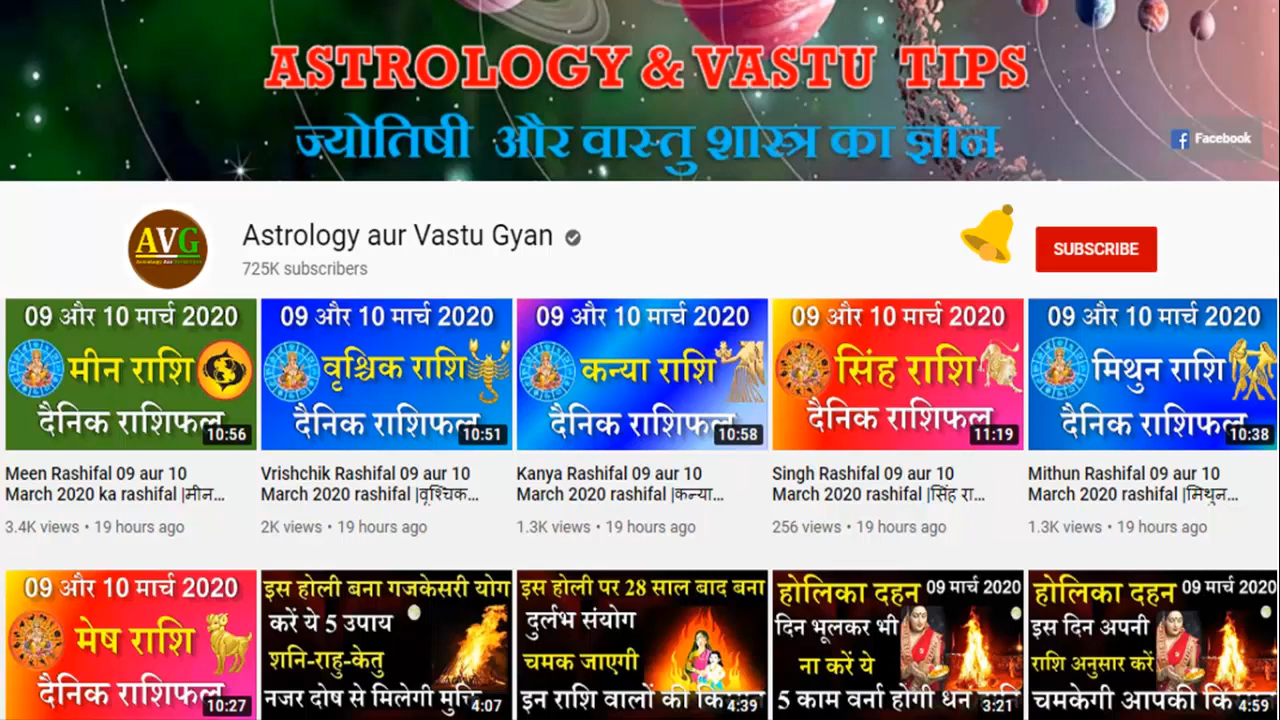 ASTROLOGY & VASTU TIPS
ज्योतिषी और वास्तु शास्त्र का ज्ञान
Facebook
AVG
Astrology aur Vastu Gyan
725K subscribers
SUBSCRIBE
09 और 10 मार्च 2020
मीन राशि
दैनिक राशिफल
10:56
Meen Rashifal 09 aur 10
March 2020 ka rashifal |मीन...
3.4K views • 19 hours ago
09 और 10 मार्च 2020
वृश्चिक राशि
दैनिक राशिफल
10:51
Vrishchik Rashifal 09 aur 10
March 2020 rashifal |वृश्चिक...
2K views • 19 hours ago
09 और 10 मार्च 2020
कन्या राशि
दैनिक राशिफल
10:58
Kanya Rashifal 09 aur 10
March 2020 rashifal |कन्या...
1.3K views • 19 hours ago
09 और 10 मार्च 2020
सिंह राशि
दैनिक राशिफल
11:19
Singh Rashifal 09 aur 10
March 2020 rashifal |सिंह रा...
256 views • 19 hours ago
09 और 10 मार्च 2020
मिथुन राशि
दैनिक राशिफल
10:38
Mithun Rashifal 09 aur 10
March 2020 rashifal |मिथुन...
1.3K views • 19 hours ago
09 और 10 मार्च 2020
मेष राशि
दैनिक राशिफल
10:27
इस होली बना गजकेसरी योग
करें ये 5 उपाय
शनि-राहु-केतु
नजर दोष से मिलेगी
4:07
इस होली पर 28 साल बाद बना
दुर्लभ संयोग
चमक जाएगी
इन राशि वालों की
4:39
होलिका दहन 09 मार्च 2020
दिन भूलकर भी
ना करें ये
5 काम वर्ना होगी धन
3:21
होलिका दहन 09 मार्च 2020
इस दिन अपनी
राशि अनुसार करें
चमकेगी आपकी
4:59